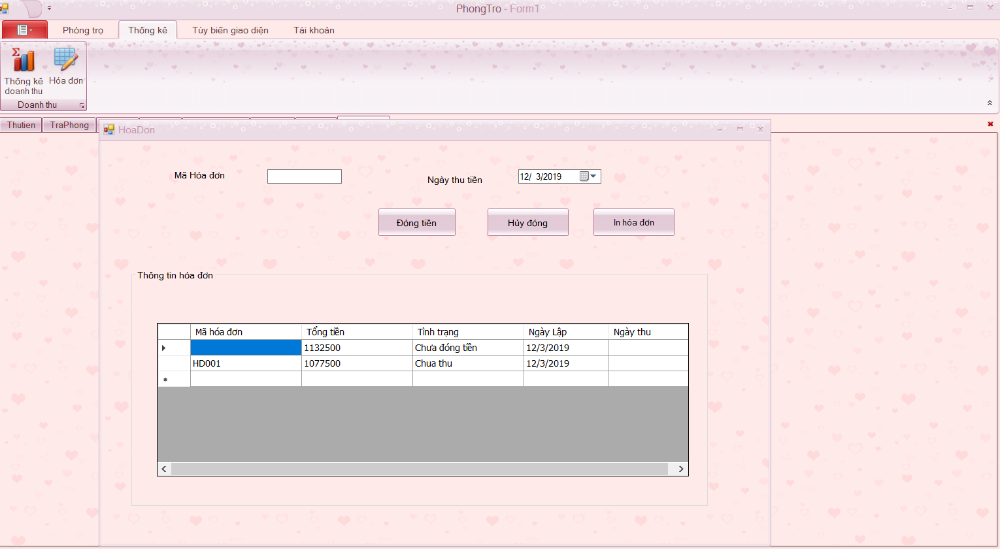 PhongTro - Form1
Phòng trọ Thống kê Tùy biến giao diện Tài khoản
Thống kê doanh thu
Hóa đơn
Doanh thu
Thutien TraPhong
HoaDon
Mã Hóa đơn
Ngày thu tiền 12/ 3/2019
Đóng tiền Hủy đóng In hóa đơn
Thông tin hóa đơn
Mã hóa đơn Tổng tiền Tình trạng Ngày Lập Ngày thu
1132500 Chưa đóng tiền 12/3/2019
HD001 1077500 Chua thu 12/3/2019